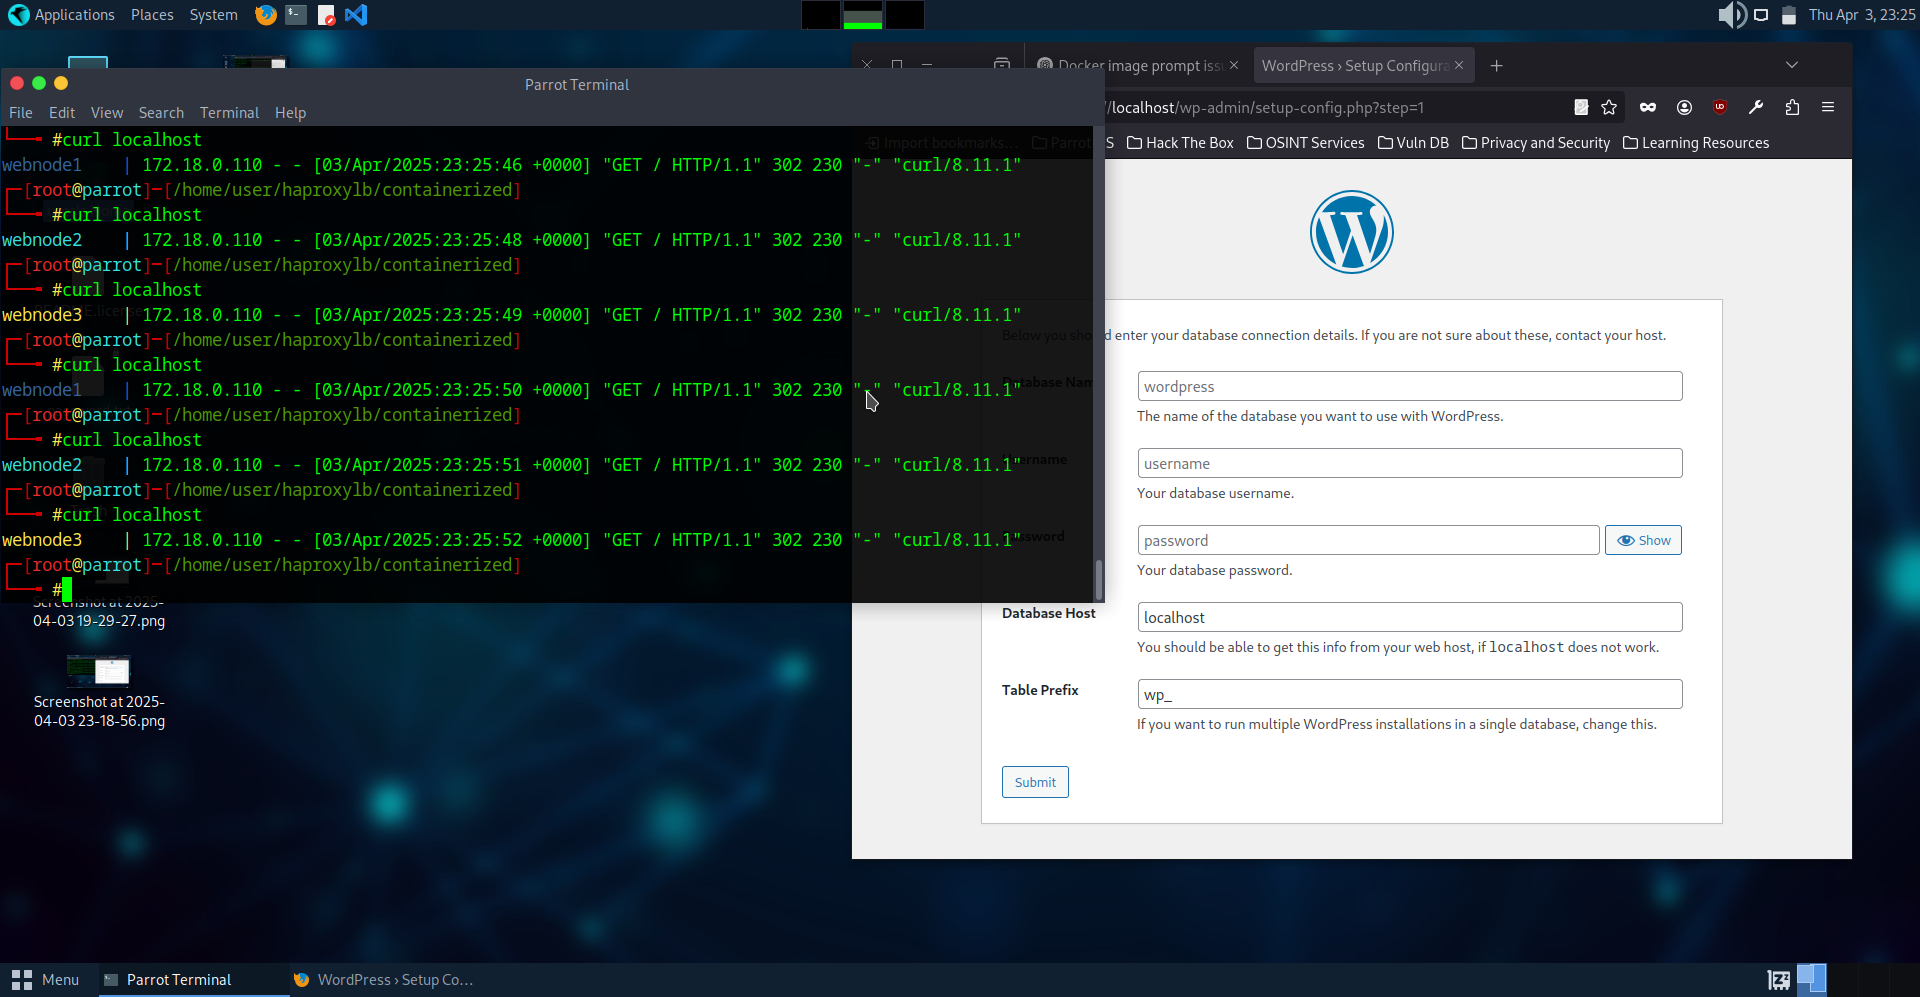 Applications Places System
Thu Apr 3, 23:25
Parrot Terminal
File Edit View Search Terminal Help
#curl localhost
webnode1 | 172.18.0.110 - - [03/Apr/2025:23:25:46 +0000] "GET / HTTP/1.1" 302 230 "-" "curl/8.11.1"
[root@parrot]─[/home/user/haproxylb/containerized]
#curl localhost
webnode2 | 172.18.0.110 - - [03/Apr/2025:23:25:48 +0000] "GET / HTTP/1.1" 302 230 "-" "curl/8.11.1"
[root@parrot]─[/home/user/haproxylb/containerized]
#curl localhost
webnode3 | 172.18.0.110 - - [03/Apr/2025:23:25:49 +0000] "GET / HTTP/1.1" 302 230 "-" "curl/8.11.1"
[root@parrot]─[/home/user/haproxylb/containerized]
#curl localhost
webnode1 | 172.18.0.110 - - [03/Apr/2025:23:25:50 +0000] "GET / HTTP/1.1" 302 230 "-" "curl/8.11.1"
[root@parrot]─[/home/user/haproxylb/containerized]
#curl localhost
webnode2 | 172.18.0.110 - - [03/Apr/2025:23:25:51 +0000] "GET / HTTP/1.1" 302 230 "-" "curl/8.11.1"
[root@parrot]─[/home/user/haproxylb/containerized]
#curl localhost
webnode3 | 172.18.0.110 - - [03/Apr/2025:23:25:52 +0000] "GET / HTTP/1.1" 302 230 "-" "curl/8.11.1"
[root@parrot]─[/home/user/haproxylb/containerized]
#
Screenshot at 2025-
04-03 19-29-27.png
Screenshot at 2025-
04-03 23-18-56.png
Docker image prompt iss
WordPress › Setup Configura
//localhost/wp-admin/setup-config.php?step=1
Import bookmarks... Parrot S Hack The Box OSINT Services Vuln DB Privacy and Security Learning Resources
Below you should enter your database connection details. If you are not sure about these, contact your host.
Database Nam
wordpress
The name of the database you want to use with WordPress.
Username
username
Your database username.
Password
password
Show
Your database password.
Database Host
localhost
You should be able to get this info from your web host, if localhost does not work.
Table Prefix
wp_
If you want to run multiple WordPress installations in a single database, change this.
Submit
Menu
Parrot Terminal
WordPress › Setup Co...